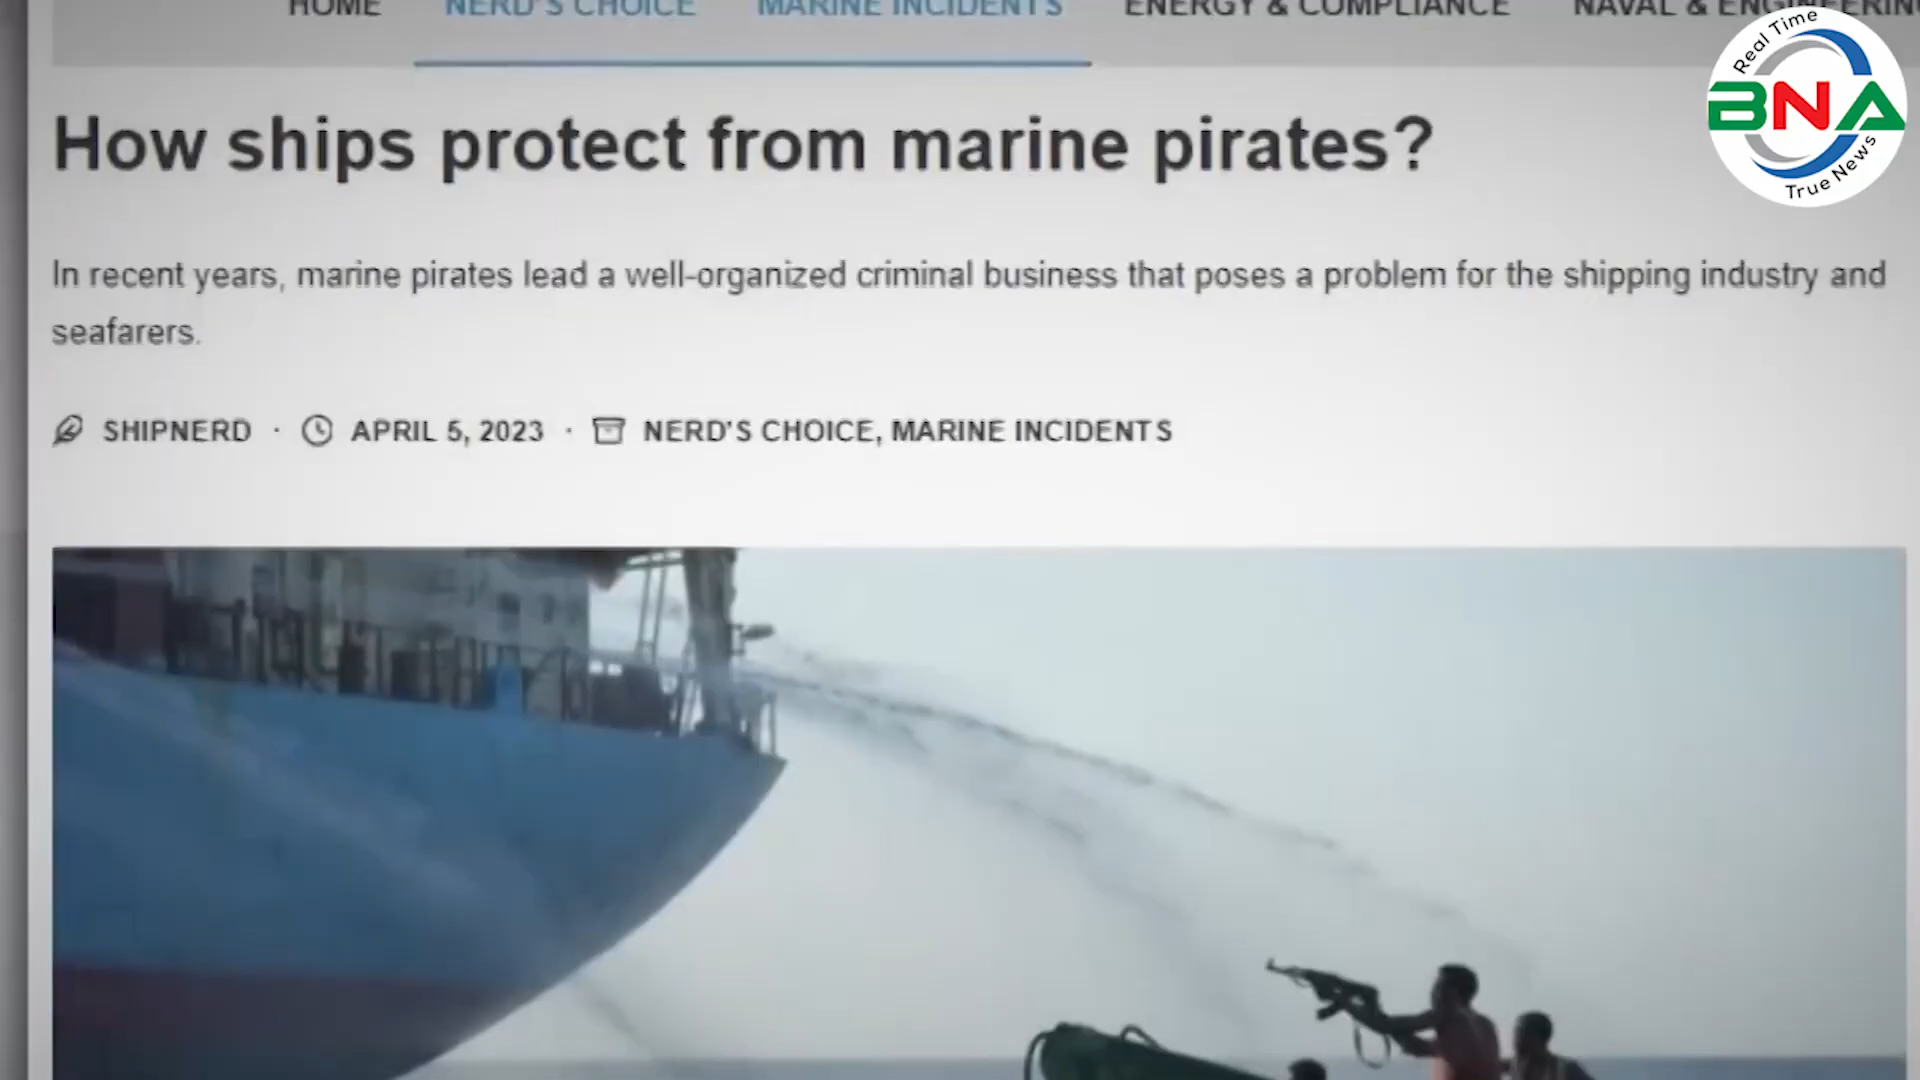 HOME NERD'S CHOICE MARINE INCIDENTS ENERGY & COMPLIANCE NAVAL & ENGINEERING
Real Time
BNA
True News
How ships protect from marine pirates?
In recent years, marine pirates lead a well-organized criminal business that poses a problem for the shipping industry and
seafarers.
SHIPNERD · APRIL 5, 2023 · NERD'S CHOICE, MARINE INCIDENTS